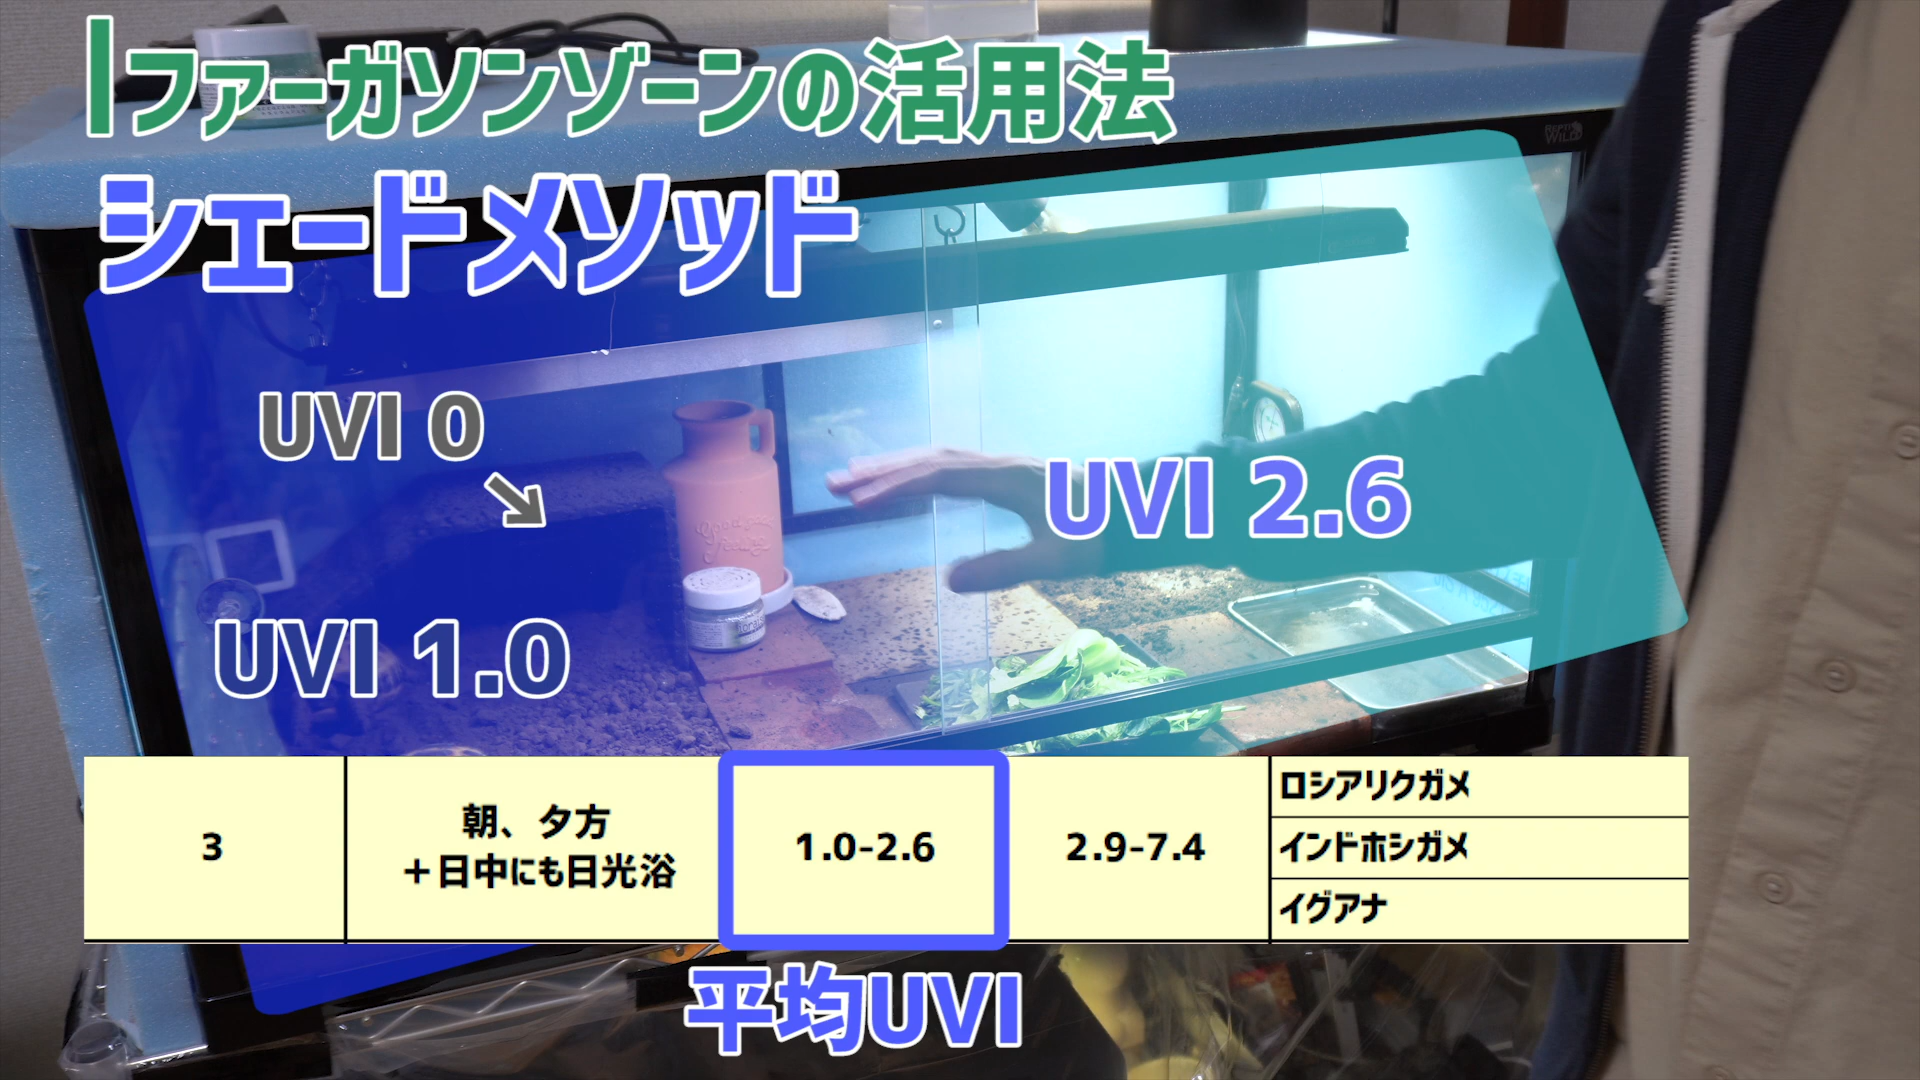 ファーガソンゾーンの活用法
REPTI
WILD
シェードメソッド
UVI 0
↘
UVI 2.6
UVI 1.0
3
朝、夕方
＋日中にも日光浴
1.0-2.6
2.9-7.4
ロシアリクガメ
インドホシガメ
イグアナ
平均UVI